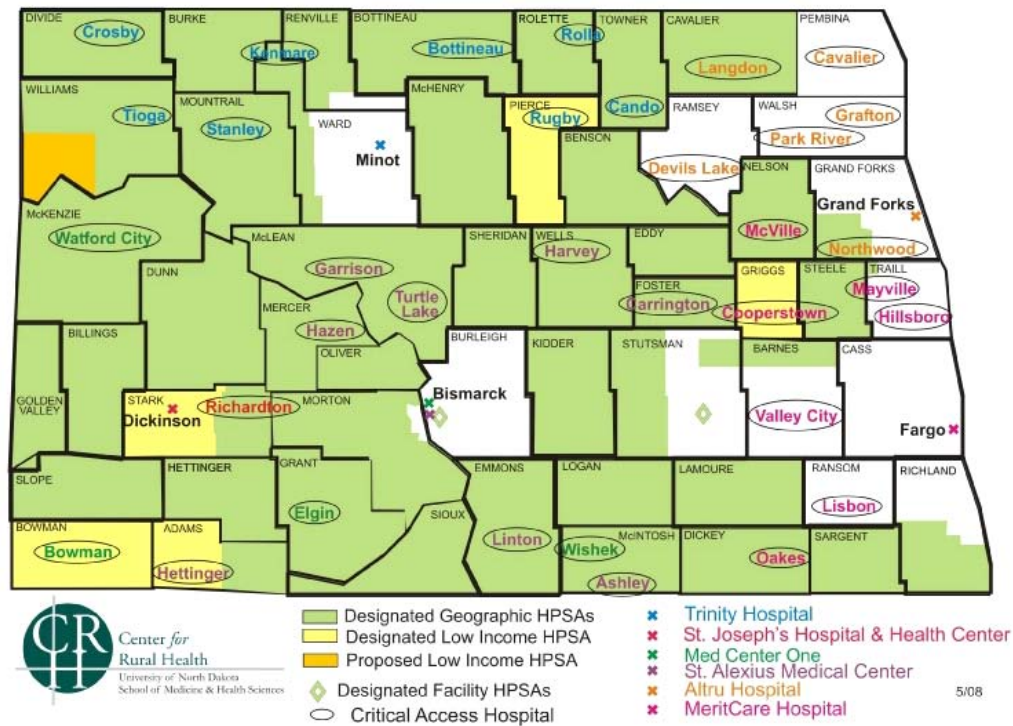 DIVIDE
BURKE
RENVILLE
BOTTINEAU
ROLETTE
TOWNER
CAVALIER
PEMBINA
Crosby
Kenmare
Bottineau
Rolla
Langdon
Cavalier
WILLIAMS
MOUNTRAIL
McHENRY
PIERCE
RAMSEY
WALSH
Tioga
Stanley
WARD
Minot
Rugby
Cando
Grafton
Park River
BENSON
Devils Lake
NELSON
GRAND FORKS
Grand Forks
McKENZIE
Watford City
McVille
Northwood
McLEAN
SHERIDAN
WELLS
EDDY
Harvey
GRIGGS
STEELE
TRAILL
DUNN
Garrison
Turtle
Lake
FOSTER
Carrington
Cooperstown
Mayville
Hillsboro
MERCER
Hazen
BILLINGS
OLIVER
BURLEIGH
KIDDER
STUTSMAN
BARNES
CASS
GOLDEN
VALLEY
STARK
Dickinson
Richardton
MORTON
Bismarck
Valley City
Fargo
SLOPE
HETTINGER
GRANT
EMMONS
LOGAN
LAMOURE
RANSOM
RICHLAND
Elgin
SIOUX
Lisbon
BOWMAN
Bowman
ADAMS
Hettinger
Linton
Wishek
McINTOSH
Ashley
DICKEY
Oakes
SARGENT
CRH
Center for
Rural Health
University of North Dakota
School of Medicine & Health Sciences
Designated Geographic HPSAs
Designated Low Income HPSA
Proposed Low Income HPSA
Designated Facility HPSAs
Critical Access Hospital
Trinity Hospital
St. Joseph's Hospital & Health Center
Med Center One
St. Alexius Medical Center
Altru Hospital
MeritCare Hospital
5/08